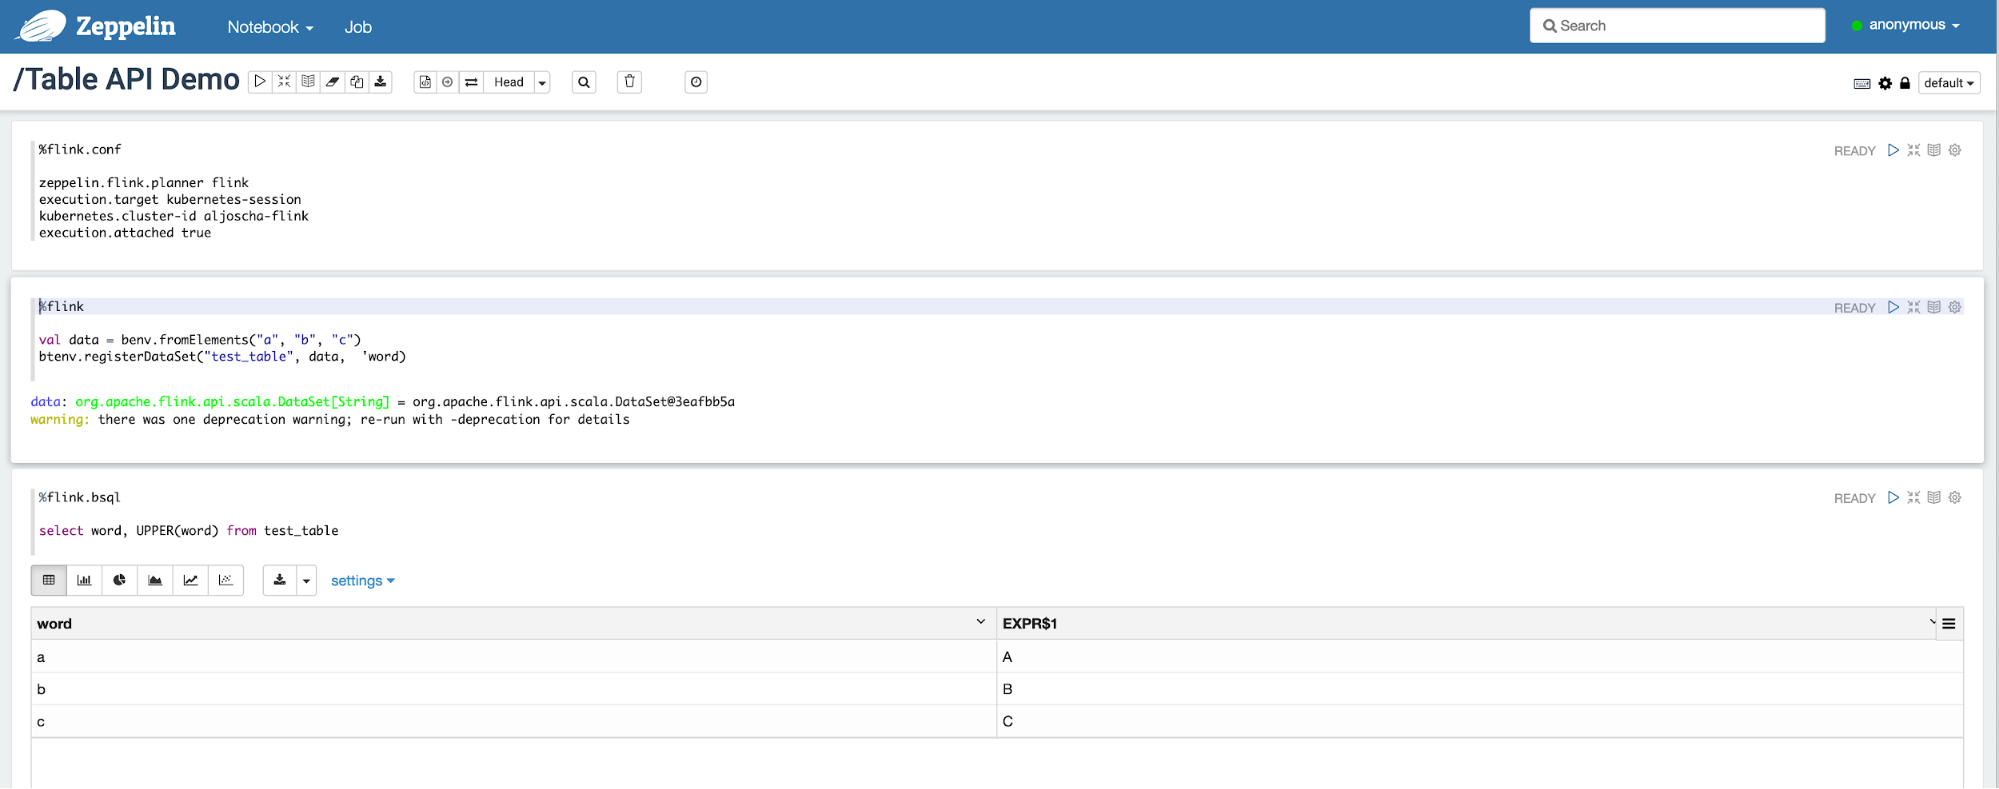 Zeppelin Notebook Job Search anonymous
/Table API Demo Head default
%flink.conf READY
zeppelin.flink.planner flink
execution.target kubernetes-session
kubernetes.cluster-id aljoscha-flink
execution.attached true
%flink READY
val data = benv.fromElements("a", "b", "c")
btenv.registerDataSet("test_table", data,  'word)
data: org.apache.flink.api.scala.DataSet[String] = org.apache.flink.api.scala.DataSet@3eafbb5a
warning: there was one deprecation warning; re-run with -deprecation for details
%flink.bsql READY
select word, UPPER(word) from test_table
settings
word EXPR$1
a A
b B
c C